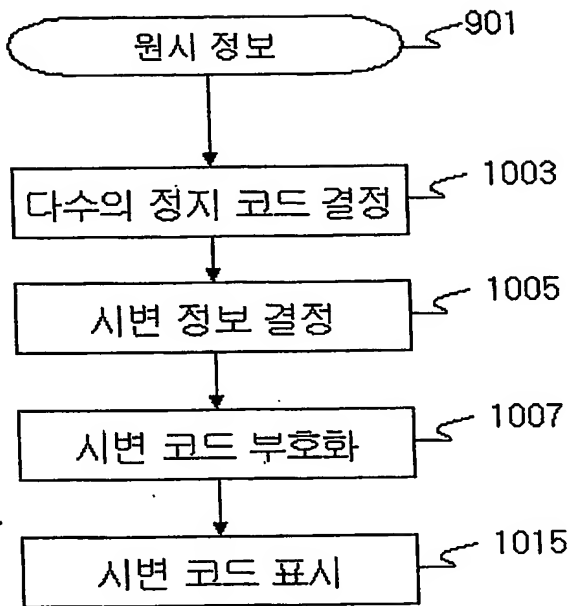 원시 정보
901
다수의 정지 코드 결정
1003
시변 정보 결정
1005
시변 코드 부호화
1007
시변 코드 표시
1015